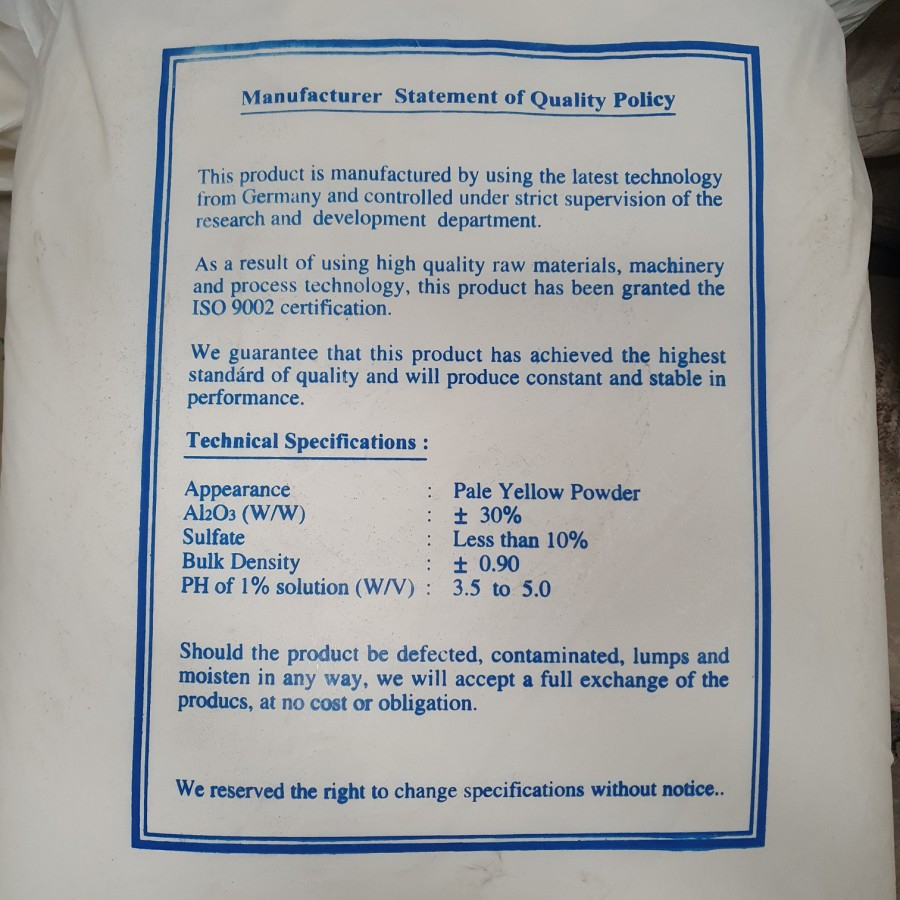 Manufacturer Statement of Quality Policy
This product is manufactured by using the latest technology
from Germany and controlled under strict supervision of the
research and development department.
As a result of using high quality raw materials, machinery
and process technology, this product has been granted the
ISO 9002 certification.
We guarantee that this product has achieved the highest
standárd of quality and will produce constant and stable in
performance.
Technical Specifications :
Appearance : Pale Yellow Powder
Al2O3 (W/W) : ± 30%
Sulfate : Less than 10%
Bulk Density : ± 0.90
PH of 1% solution (W/V) : 3.5 to 5.0
Should the product be defected, contaminated, lumps and
moisten in any way, we will accept a full exchange of the
producs, at no cost or obligation.
We reserved the right to change specifications without notice..